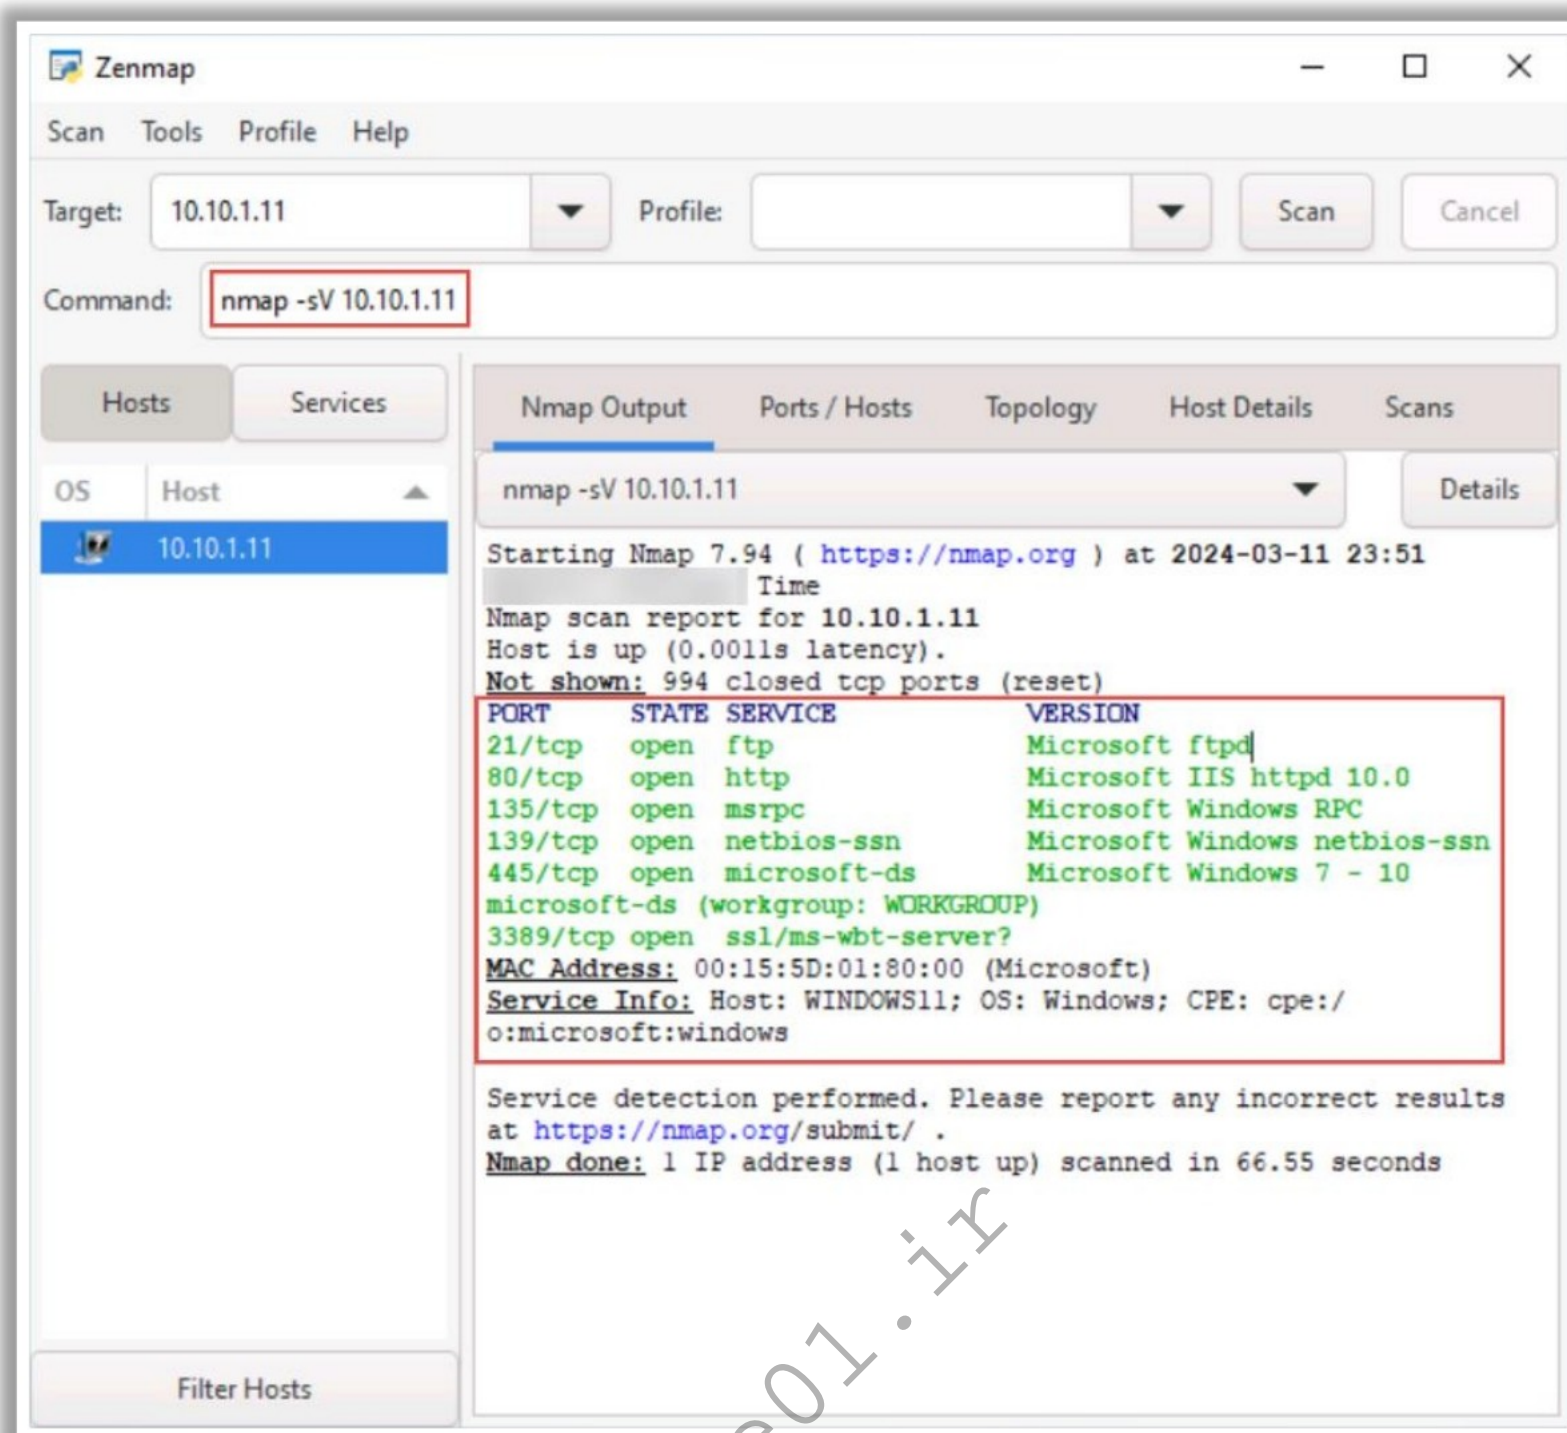 Zenmap
Scan Tools Profile Help
Target: 10.10.1.11 Profile: Scan Cancel
Command: nmap -sV 10.10.1.11
Hosts Services
Nmap Output Ports / Hosts Topology Host Details Scans
OS Host
nmap -sV 10.10.1.11 Details
10.10.1.11
Starting Nmap 7.94 ( https://nmap.org ) at 2024-03-11 23:51
Time
Nmap scan report for 10.10.1.11
Host is up (0.0011s latency).
Not shown: 994 closed tcp ports (reset)
PORT STATE SERVICE VERSION
21/tcp open ftp Microsoft ftpd
80/tcp open http Microsoft IIS httpd 10.0
135/tcp open msrpc Microsoft Windows RPC
139/tcp open netbios-ssn Microsoft Windows netbios-ssn
445/tcp open microsoft-ds Microsoft Windows 7 - 10
microsoft-ds (workgroup: WORKGROUP)
3389/tcp open ssl/ms-wbt-server?
MAC Address: 00:15:5D:01:80:00 (Microsoft)
Service Info: Host: WINDOWS11; OS: Windows; CPE: cpe:/
o:microsoft:windows
Service detection performed. Please report any incorrect results
at https://nmap.org/submit/ .
Nmap done: 1 IP address (1 host up) scanned in 66.55 seconds
Filter Hosts